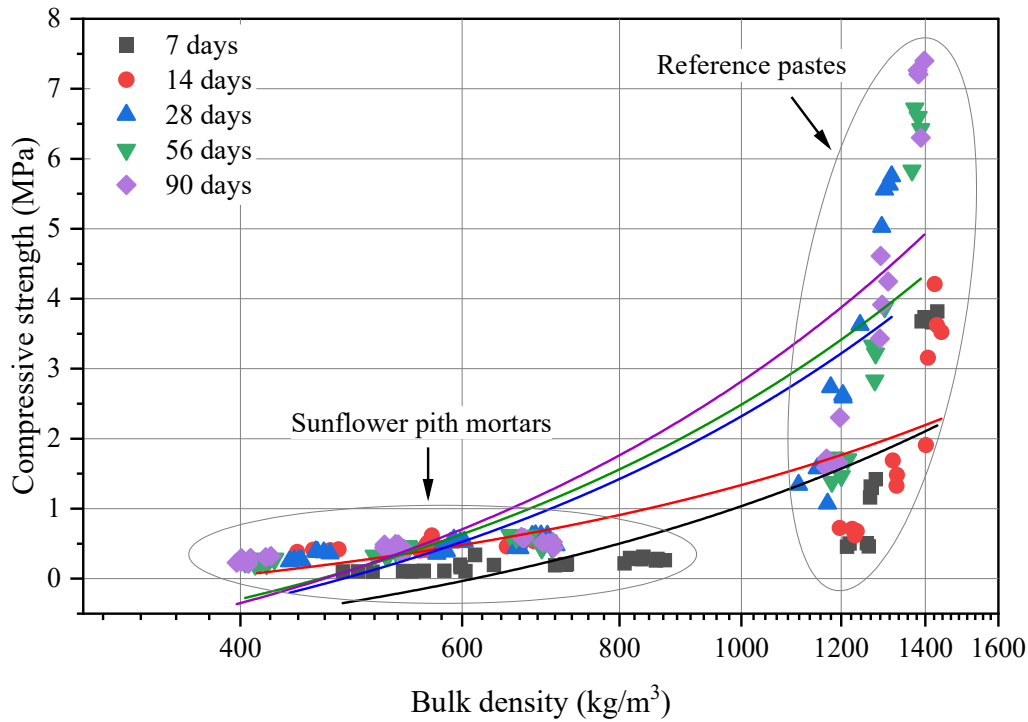 8
7
6
5
4
3
2
1
0
Compressive strength (MPa)
7 days
14 days
28 days
56 days
90 days
Reference pastes
Sunflower pith mortars
400 600 800 1000 1200 1400 1600
Bulk density (kg/m³)